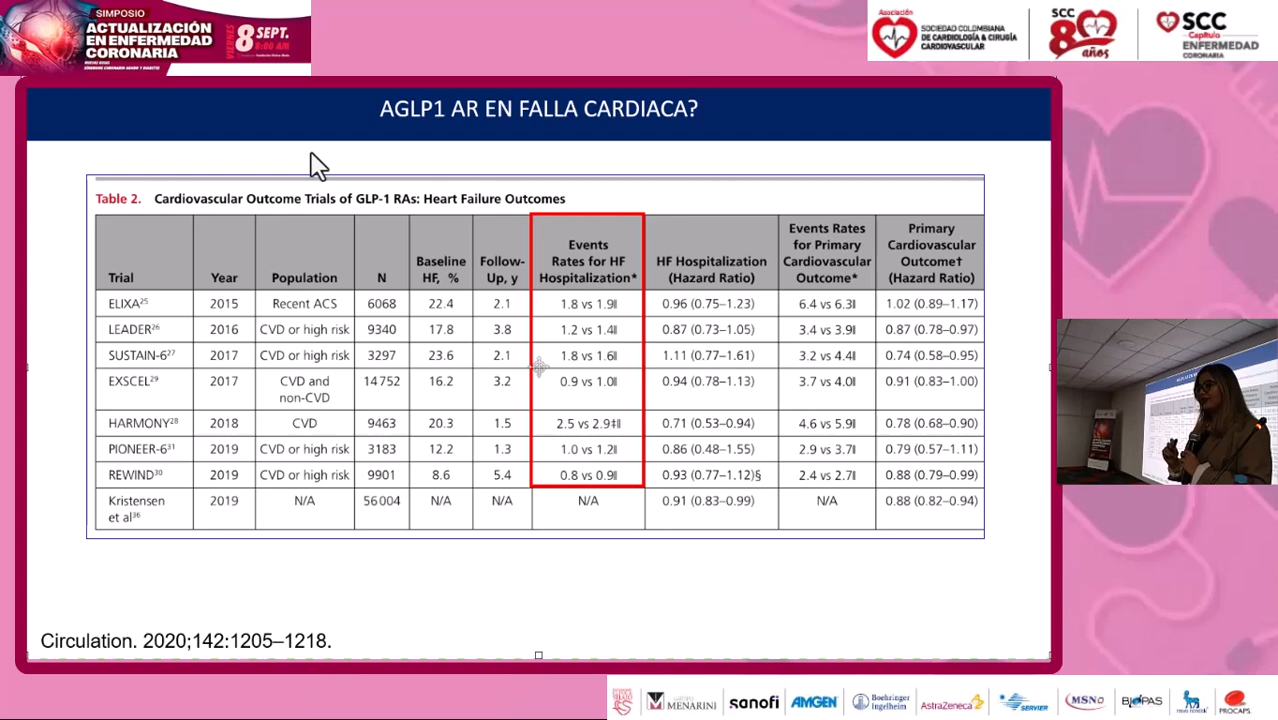 SIMPOSIO
ACTUALIZACIÓN
EN ENFERMEDAD
CORONARIA
VIERNES
8 SEPT.
8:00 AM
Asociación
SOCIEDAD COLOMBIANA
DE CARDIOLOGÍA & CIRUGÍA
CARDIOVASCULAR
SCC
80
años
SCC
Capítulo
ENFERMEDAD
CORONARIA
AGLP1 AR EN FALLA CARDIACA?
Table 2. Cardiovascular Outcome Trials of GLP-1 RAs: Heart Failure Outcomes
Trial Year Population N Baseline HF, % Follow-Up, y Events Rates for HF Hospitalization* HF Hospitalization (Hazard Ratio) Events Rates for Primary Cardiovascular Outcome* Primary Cardiovascular Outcome† (Hazard Ratio)
ELIXA25 2015 Recent ACS 6068 22.4 2.1 1.8 vs 1.9‖ 0.96 (0.75–1.23) 6.4 vs 6.3‖ 1.02 (0.89–1.17)
LEADER26 2016 CVD or high risk 9340 17.8 3.8 1.2 vs 1.4‖ 0.87 (0.73–1.05) 3.4 vs 3.9‖ 0.87 (0.78–0.97)
SUSTAIN-627 2017 CVD or high risk 3297 23.6 2.1 1.8 vs 1.6‖ 1.11 (0.77–1.61) 3.2 vs 4.4‖ 0.74 (0.58–0.95)
EXSCEL29 2017 CVD and non-CVD 14752 16.2 3.2 0.9 vs 1.0‖ 0.94 (0.78–1.13) 3.7 vs 4.0‖ 0.91 (0.83–1.00)
HARMONY28 2018 CVD 9463 20.3 1.5 2.5 vs 2.9‡‖ 0.71 (0.53–0.94) 4.6 vs 5.9‖ 0.78 (0.68–0.90)
PIONEER-631 2019 CVD or high risk 3183 12.2 1.3 1.0 vs 1.2‖ 0.86 (0.48–1.55) 2.9 vs 3.7‖ 0.79 (0.57–1.11)
REWIND30 2019 CVD or high risk 9901 8.6 5.4 0.8 vs 0.9‖ 0.93 (0.77–1.12)§ 2.4 vs 2.7‖ 0.88 (0.79–0.99)
Kristensen et al36 2019 N/A 56004 N/A N/A N/A 0.91 (0.83–0.99) N/A 0.88 (0.82–0.94)
Circulation. 2020;142:1205–1218.
MENARINI
sanofi
AMGEN
Boehringer
Ingelheim
AstraZeneca
SERVIER
MSN
BIOPAS
PROCAPS